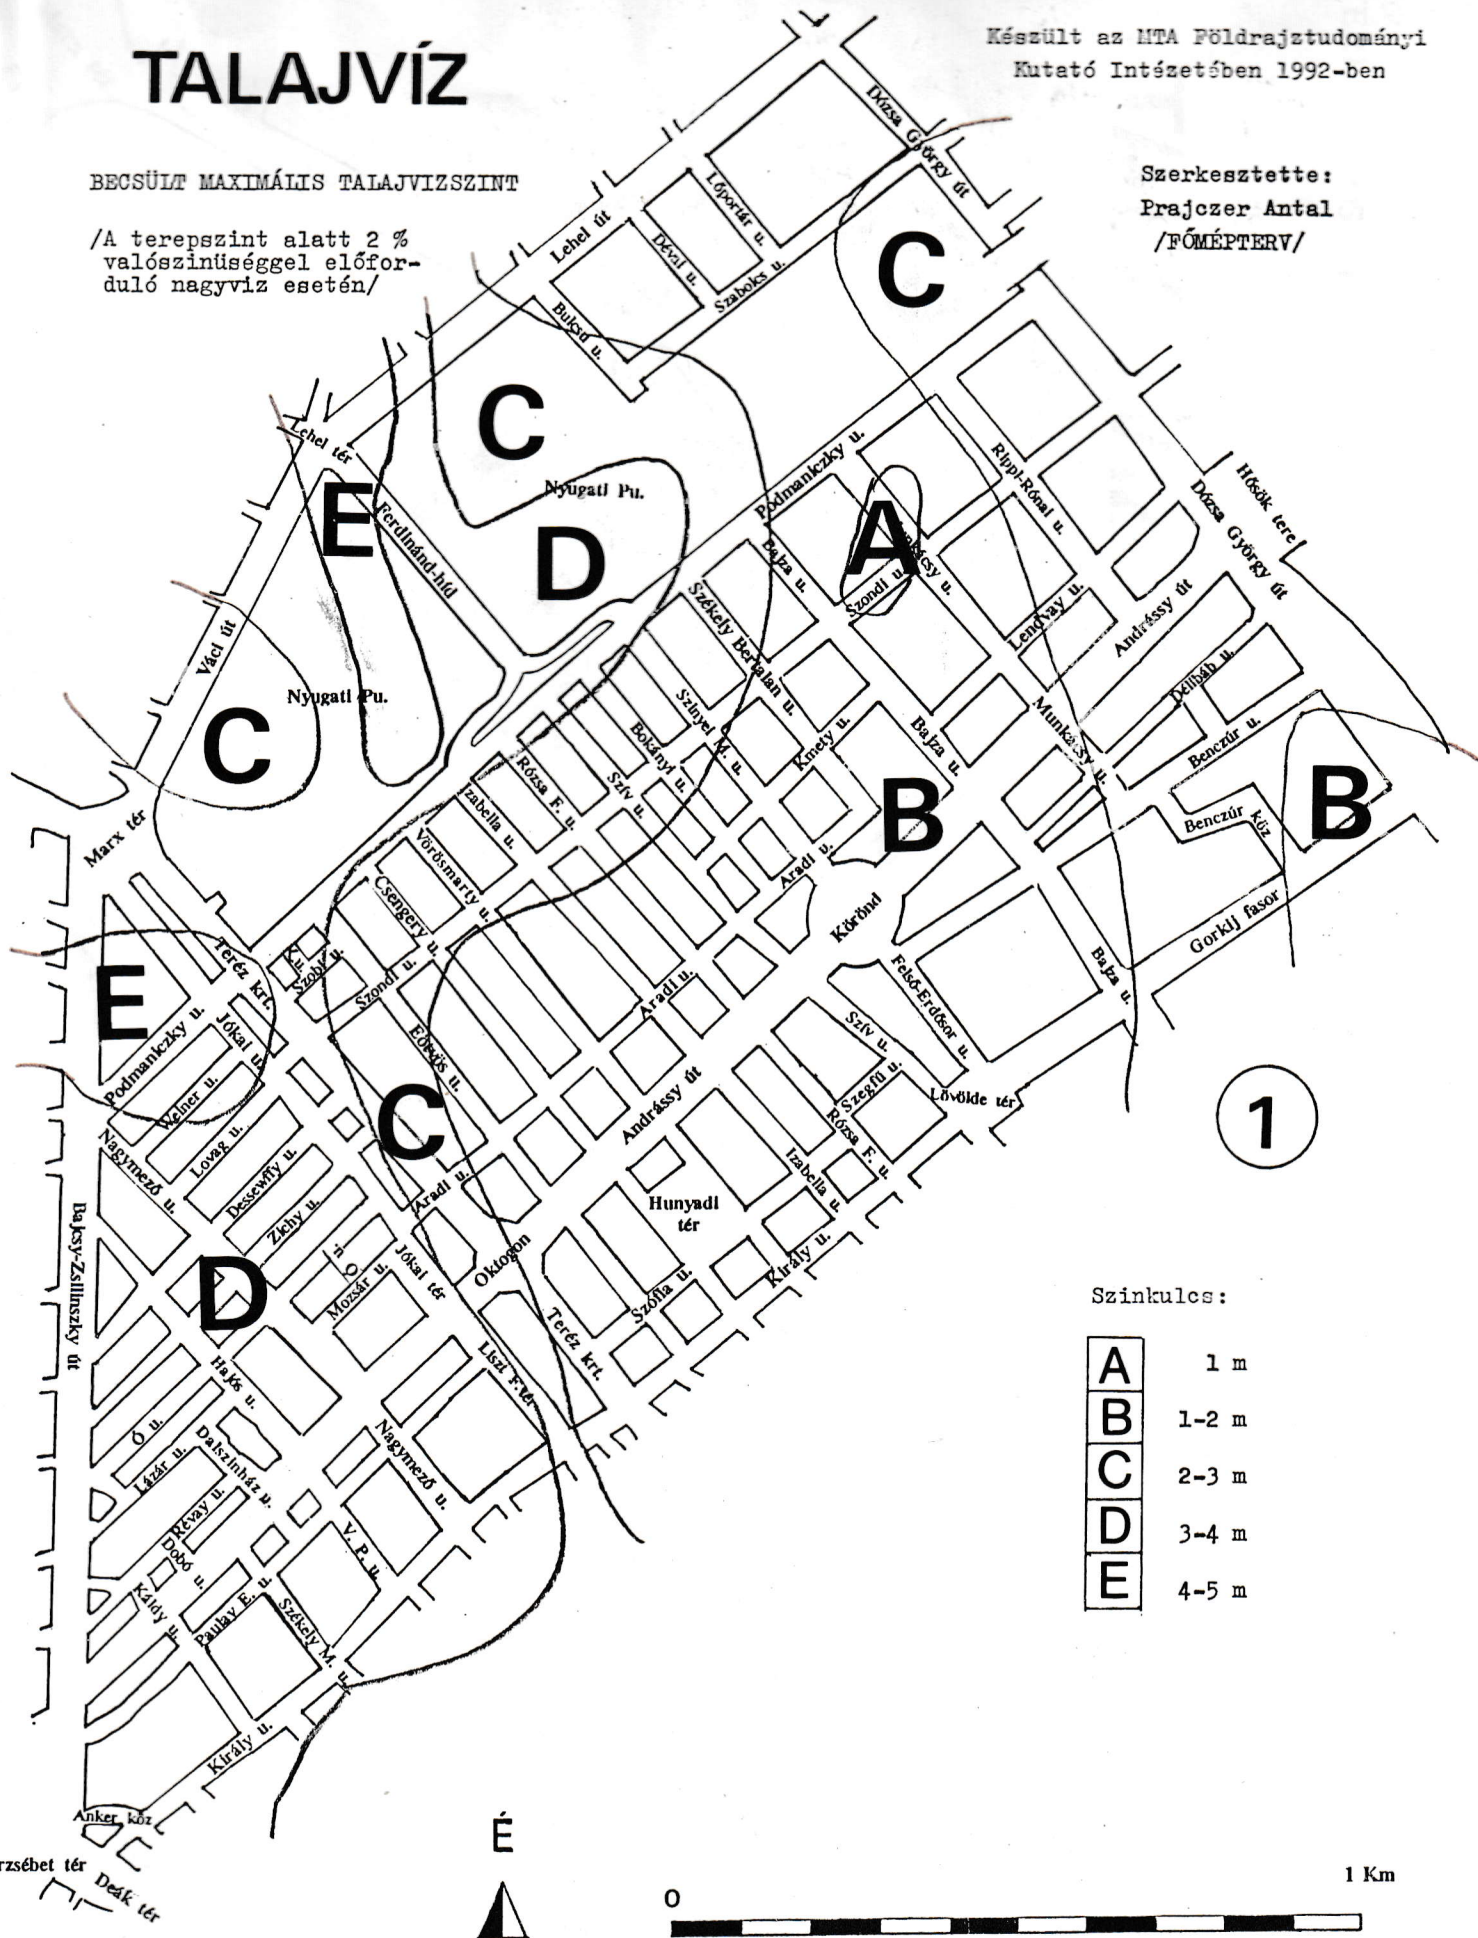 TALAJVÍZ
Készült az MTA Földrajztudományi
Kutató Intézetében 1992-ben
BECSÜLT MAXIMÁLIS TALAJVIZSZINT
/A terepszint alatt 2 %
valószinüséggel előfor-
duló nagyviz esetén/
Szerkesztette:
Prajczer Antal
/FŐMÉPTERV/
Dózsa György út
Lőportár u.
Lehel út
Dévai u.
Szabolcs u.
Bulcsu u.
C
C
Lehel tér
E
Nyugati Pu.
Ferdinánd-híd
D
Podmaniczky u.
A
Rippl-Rónai u.
Hősök tere
Dózsa György út
Bajza u.
Szondi u.
Munkácsy u.
Lendvay u.
Andrássy út
Székely Bertalan u.
Délibáb u.
Váci út
Nyugati Pu.
C
Szinyei M. u.
Bokányi u.
Kmety u.
Bajza u.
Munkácsy u.
Benczúr u.
B
B
Rózsa F. u.
Szív u.
Izabella u.
Benczúr köz
Marx tér
Vörösmarty u.
Aradi u.
Csengery u.
Körönd
Gorkij fasor
E
Teréz krt.
K. u.
Szobi u.
Szondi u.
Aradi u.
Felső-Erdősor u.
Bajza u.
Podmaniczky u.
Jókai u.
Eötvös u.
Szív u.
Weiner u.
C
Andrássy út
Szegfű u.
Lövölde tér
1
Nagymező u.
Lovag u.
Rózsa F. u.
Dessewffy u.
Aradi u.
Izabella u.
Bajcsy-Zsilinszky út
Zichy u.
Hunyadi
tér
D
Ó u.
Mozsár u.
Jókai tér
Oktogon
Király u.
Szófia u.
Teréz krt.
Liszt F. tér
Hajós u.
Ó u.
Dalszinház u.
Nagymező u.
Lázár u.
Révay u.
V. P. u.
Dobó u.
Káldy u.
Paulay E. u.
Székely M. u.
Király u.
Anker köz
rzsébet tér
Deák tér
Szinkulcs:
A 1 m
B 1-2 m
C 2-3 m
D 3-4 m
E 4-5 m
É
0
1 Km